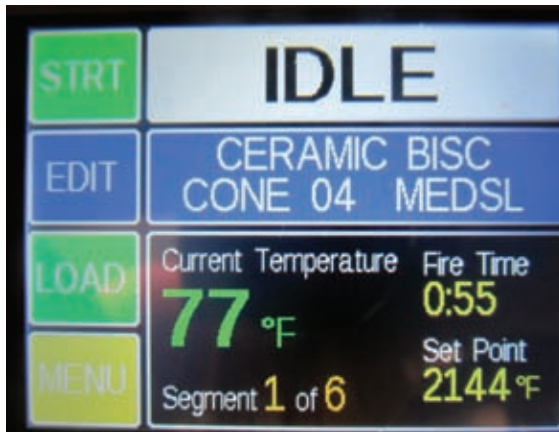 STRT
IDLE
EDIT
CERAMIC BISC
CONE 04 MEDSL
LOAD
Current Temperature
77 °F
Fire Time
0:55
Set Point
2144 °F
MENU
Segment 1 of 6